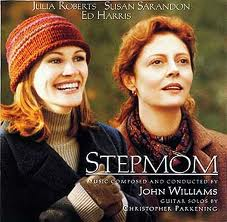 JULIA ROBERTS SUSAN SARANDON
ED HARRIS
STEPMOM
MUSIC COMPOSED AND CONDUCTED BY
JOHN WILLIAMS
GUITAR SOLOS BY
CHRISTOPHER PARKENING